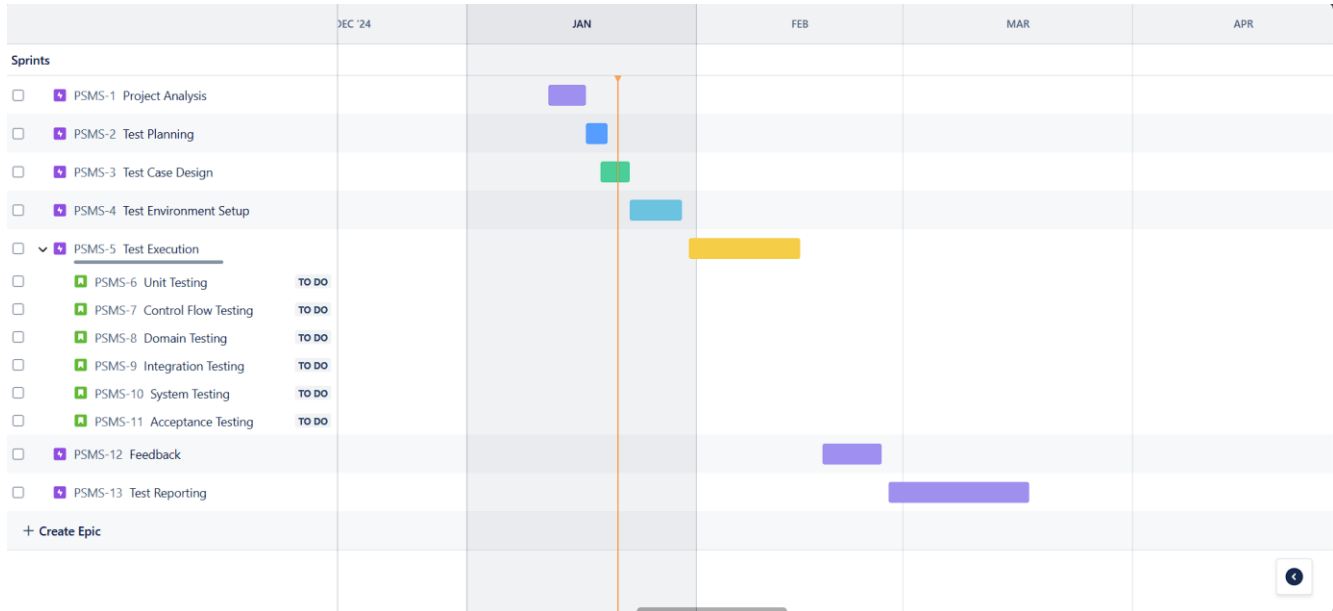 DEC '24 JAN FEB MAR APR
Sprints
PSMS-1 Project Analysis
PSMS-2 Test Planning
PSMS-3 Test Case Design
PSMS-4 Test Environment Setup
PSMS-5 Test Execution
PSMS-6 Unit Testing TO DO
PSMS-7 Control Flow Testing TO DO
PSMS-8 Domain Testing TO DO
PSMS-9 Integration Testing TO DO
PSMS-10 System Testing TO DO
PSMS-11 Acceptance Testing TO DO
PSMS-12 Feedback
PSMS-13 Test Reporting
+ Create Epic